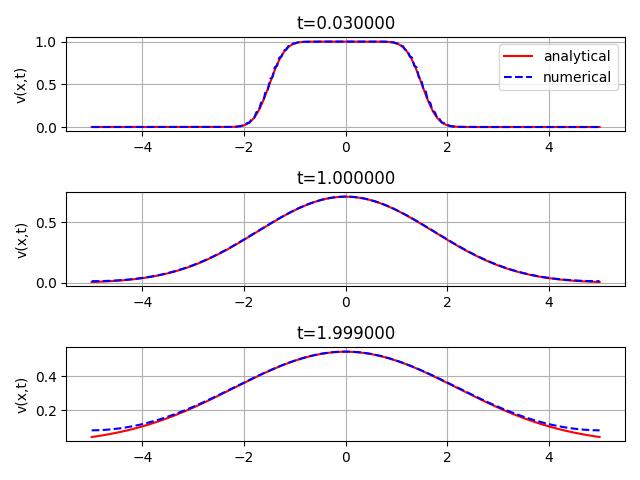 t=0.030000
1.0
0.5
0.0
v(x,t)
analytical
numerical
−4 −2 0 2 4
t=1.000000
0.5
0.0
v(x,t)
−4 −2 0 2 4
t=1.999000
0.4
0.2
v(x,t)
−4 −2 0 2 4